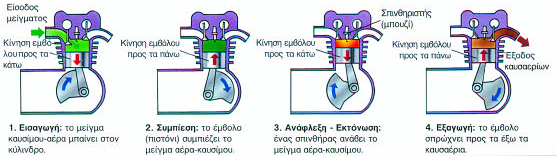 Είσοδος
μείγματος
Κίνηση εμβό-
λου προς τα
κάτω
Κίνηση εμβόλου
προς τα πάνω
Σπινθηριστής
(μπουζί)
Κίνηση εμβόλου
προς τα κάτω
Κίνηση εμβόλου
προς τα πάνω
Έξοδος
καυσαερίων
1. Εισαγωγή: το μείγμα
καυσίμου-αέρα μπαίνει στον
κύλινδρο.
2. Συμπίεση: το έμβολο
(πιστόνι) συμπιέζει το
μείγμα αέρα-καυσίμου.
3. Ανάφλεξη - Εκτόνωση:
ένας σπινθήρας ανάβει το
μείγμα αέρα-καυσίμου.
4. Εξαγωγή: το έμβολο
σπρώχνει προς τα έξω τα
καυσαέρια.